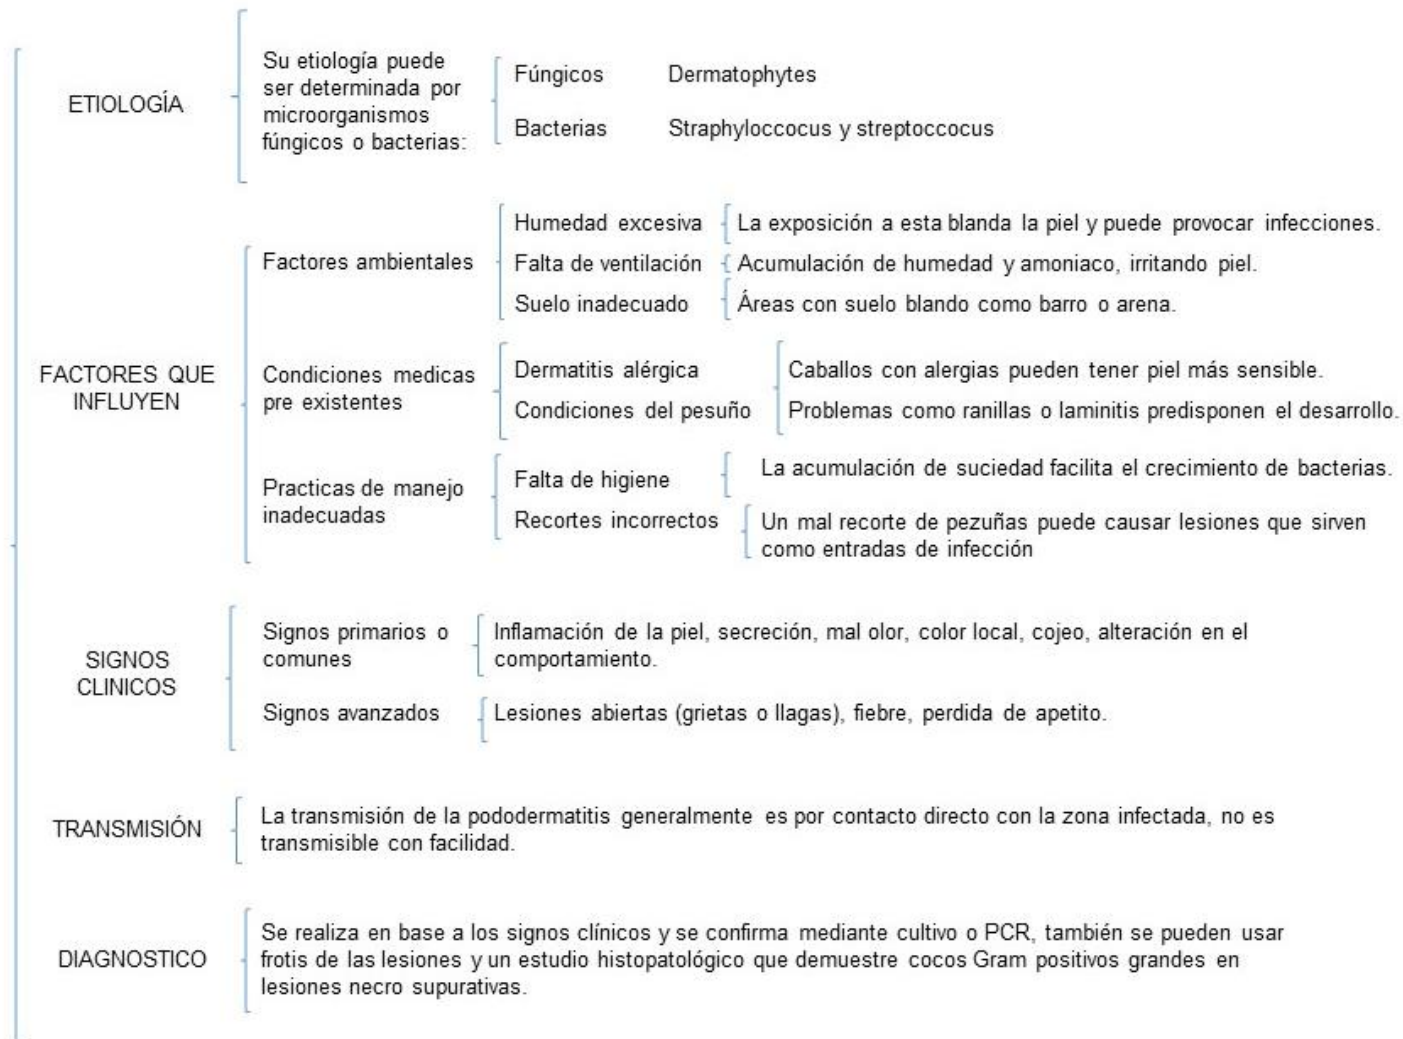 ETIOLOGÍA
Su etiología puede
ser determinada por
microorganismos
fúngicos o bacterias:
Fúngicos Dermatophytes
Bacterias Straphyloccocus y streptoccocus
FACTORES QUE
INFLUYEN
Factores ambientales
Humedad excesiva La exposición a esta blanda la piel y puede provocar infecciones.
Falta de ventilación Acumulación de humedad y amoniaco, irritando piel.
Suelo inadecuado Áreas con suelo blando como barro o arena.
Condiciones medicas
pre existentes
Dermatitis alérgica Caballos con alergias pueden tener piel más sensible.
Condiciones del pesuño Problemas como ranillas o laminitis predisponen el desarrollo.
Practicas de manejo
inadecuadas
Falta de higiene La acumulación de suciedad facilita el crecimiento de bacterias.
Recortes incorrectos Un mal recorte de pezuñas puede causar lesiones que sirven
como entradas de infección
SIGNOS
CLINICOS
Signos primarios o
comunes
Inflamación de la piel, secreción, mal olor, color local, cojeo, alteración en el
comportamiento.
Signos avanzados Lesiones abiertas (grietas o llagas), fiebre, perdida de apetito.
TRANSMISIÓN
La transmisión de la pododermatitis generalmente es por contacto directo con la zona infectada, no es
transmisible con facilidad.
DIAGNOSTICO
Se realiza en base a los signos clínicos y se confirma mediante cultivo o PCR, también se pueden usar
frotis de las lesiones y un estudio histopatológico que demuestre cocos Gram positivos grandes en
lesiones necro supurativas.